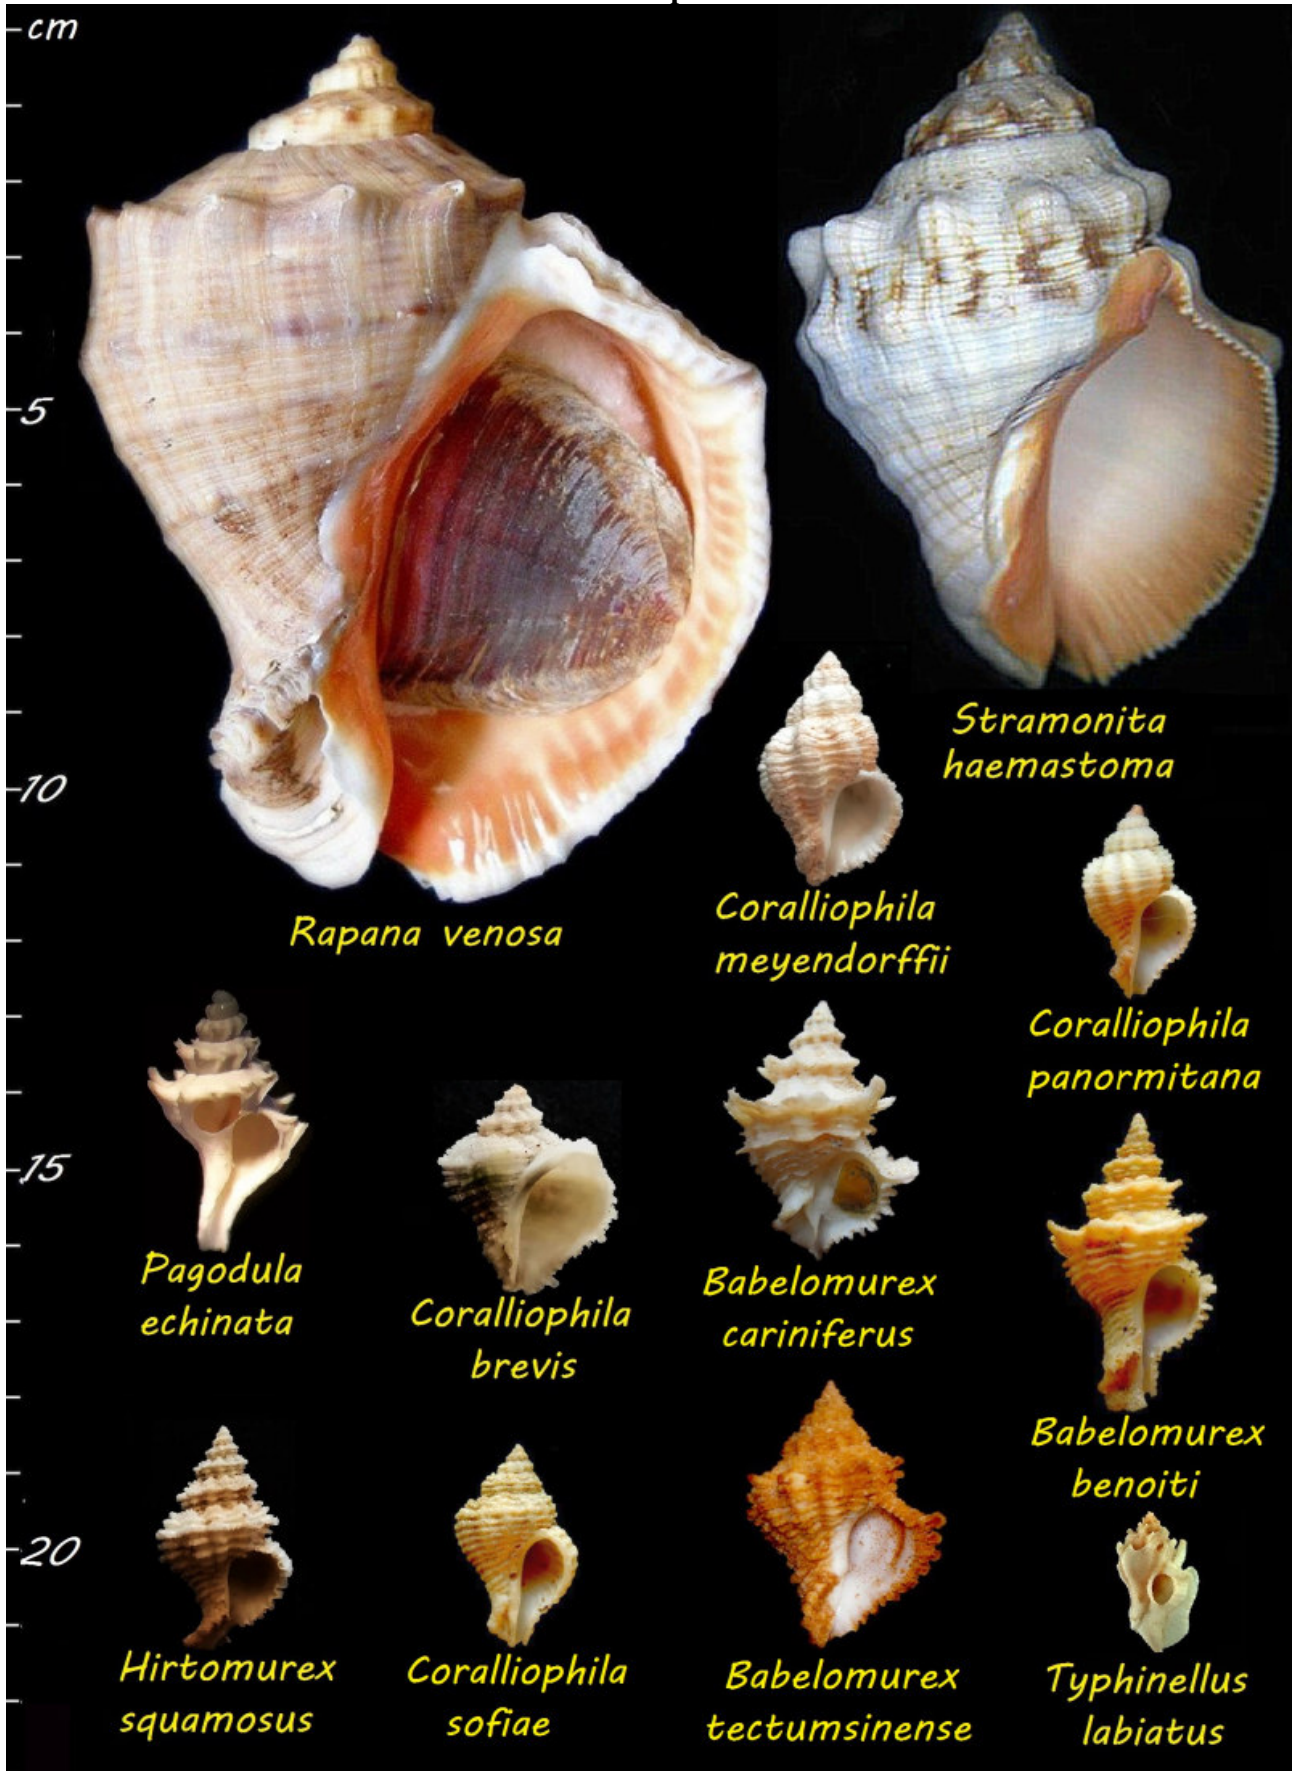 cm
5
10
15
20
Rapana venosa
Stramonita
haemastoma
Coralliophila
meyendorffii
Coralliophila
panormitana
Pagodula
echinata
Coralliophila
brevis
Babelomurex
cariniferus
Babelomurex
benoiti
Hirtomurex
squamosus
Coralliophila
sofiae
Babelomurex
tectumsinense
Typhinellus
labiatus